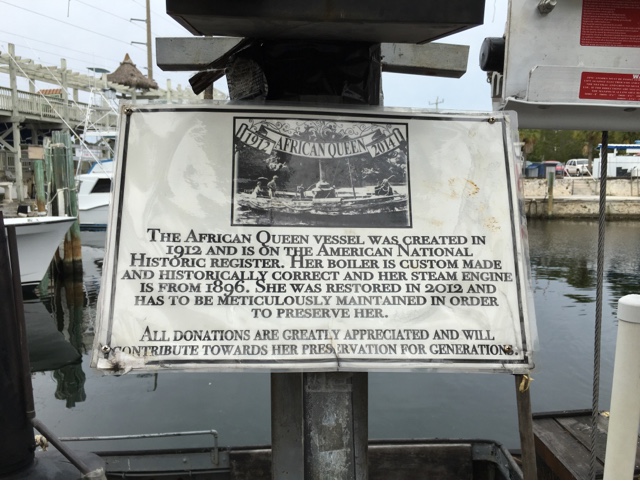 1912 AFRICAN QUEEN 2014
THE AFRICAN QUEEN VESSEL WAS CREATED IN
1912 AND IS ON THE AMERICAN NATIONAL
HISTORIC REGISTER. HER BOILER IS CUSTOM MADE
AND HISTORICALLY CORRECT AND HER STEAM ENGINE
IS FROM 1896. SHE WAS RESTORED IN 2012 AND
HAS TO BE METICULOUSLY MAINTAINED IN ORDER
TO PRESERVE HER.
ALL DONATIONS ARE GREATLY APPRECIATED AND WILL
CONTRIBUTE TOWARDS HER PRESERVATION FOR GENERATIONS.